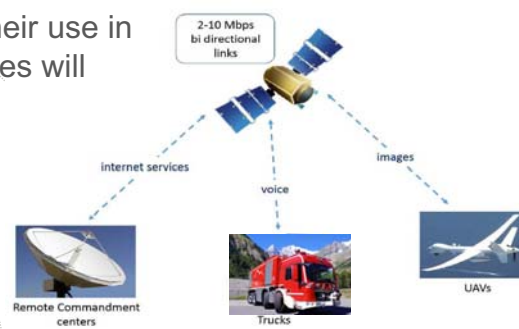 heir use in
es will
2-10 Mbps
bi directional
links
internet services
voice
images
Remote Commandment
centers
Trucks
UAVs